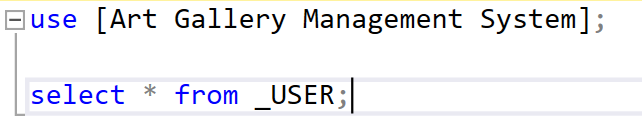 use [Art Gallery Management System];
select * from _USER;